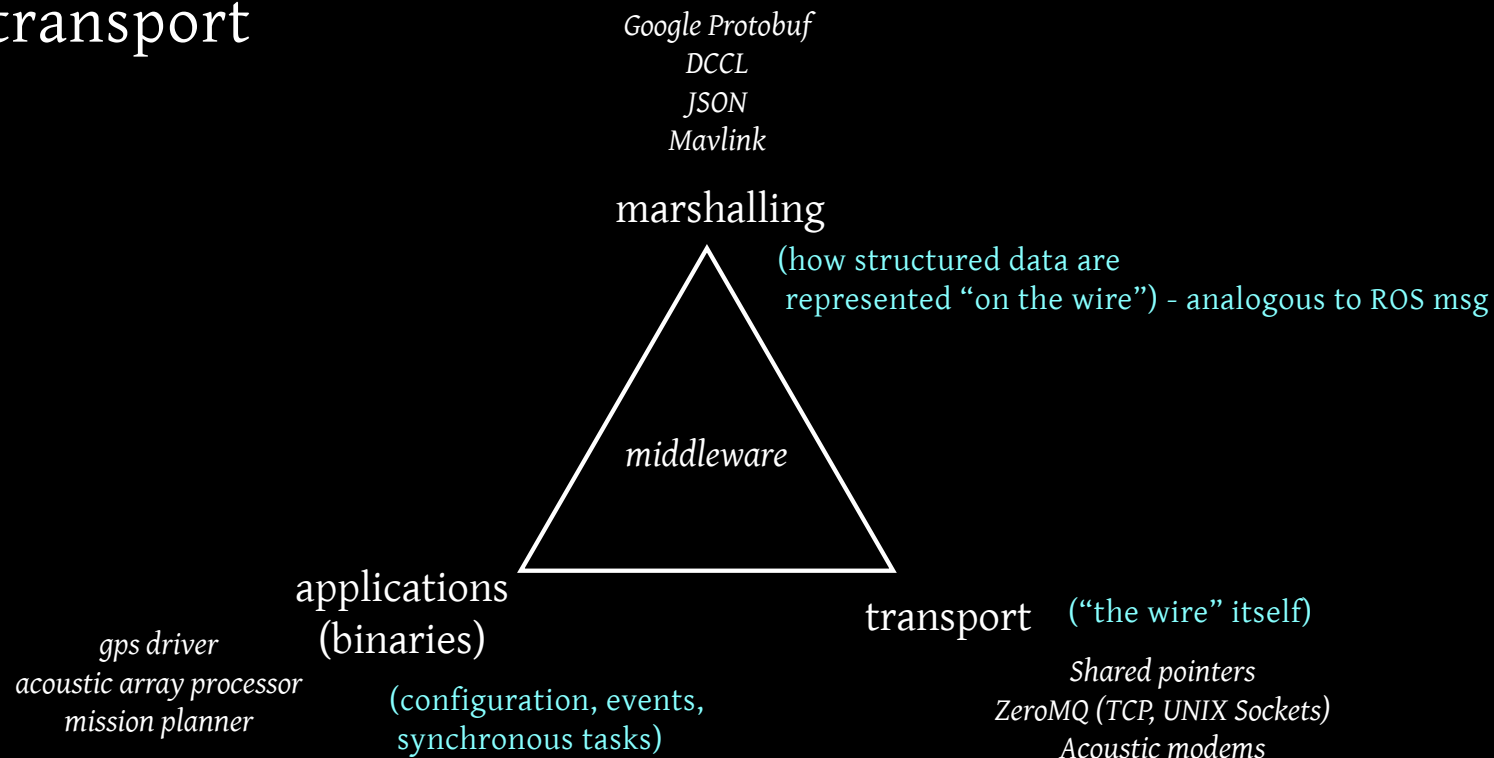 transport
Google Protobuf
DCCL
JSON
Mavlink
marshalling
(how structured data are
represented “on the wire”) - analogous to ROS msg
middleware
applications
(binaries)
gps driver
acoustic array processor
mission planner
(configuration, events,
synchronous tasks)
transport
(“the wire” itself)
Shared pointers
ZeroMQ (TCP, UNIX Sockets)
Acoustic modems